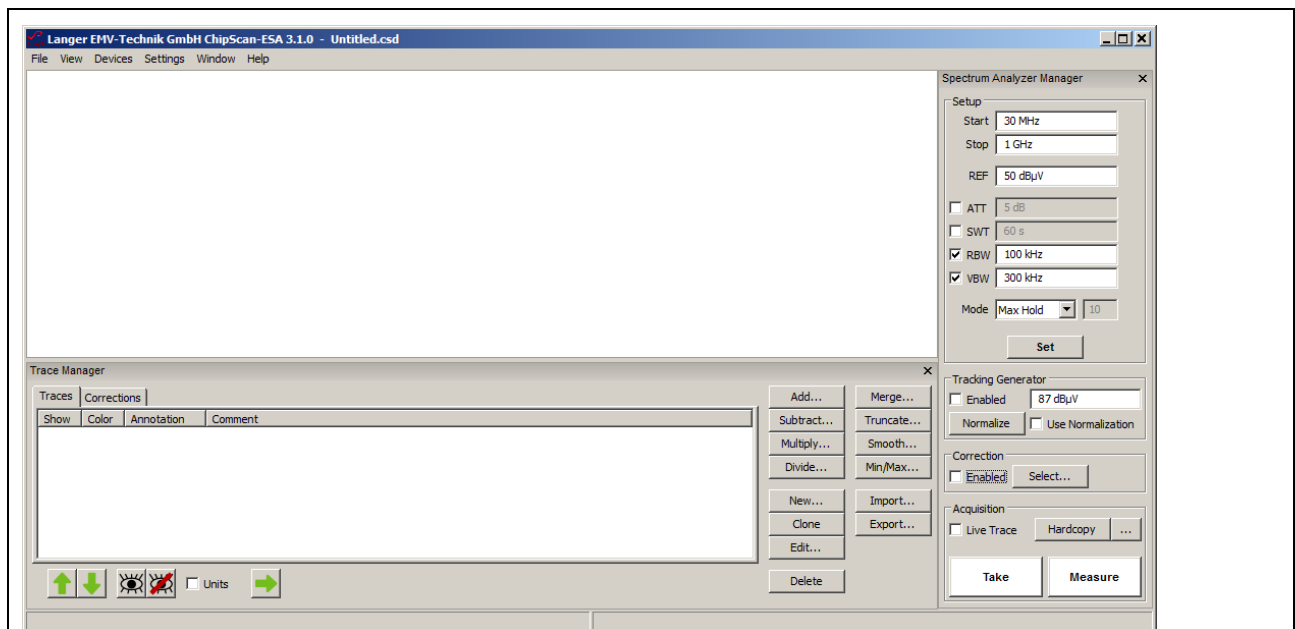 Langer EMV-Technik GmbH ChipScan-ESA 3.1.0 - Untitled.csd
File View Devices Settings Window Help
Spectrum Analyzer Manager
Setup
Start 30 MHz
Stop 1 GHz
REF 50 dBµV
ATT 5 dB
SWT 60 s
RBW 100 kHz
VBW 300 kHz
Mode Max Hold 10
Set
Trace Manager
Traces Corrections
Show Color Annotation Comment
Add... Merge...
Subtract... Truncate...
Multiply... Smooth...
Divide... Min/Max...
New... Import...
Clone Export...
Edit...
Units
Delete
Tracking Generator
Enabled 87 dBµV
Normalize Use Normalization
Correction
Enabled Select...
Acquisition
Live Trace Hardcopy ...
Take Measure